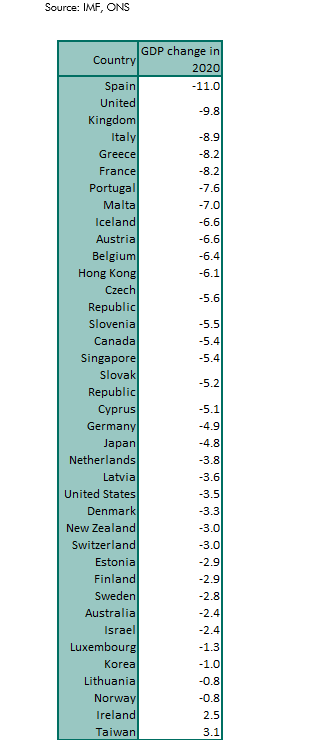 Source: IMF, ONS
Country GDP change in
2020
Spain -11.0
United
Kingdom -9.8
Italy -8.9
Greece -8.2
France -8.2
Portugal -7.6
Malta -7.0
Iceland -6.6
Austria -6.6
Belgium -6.4
Hong Kong -6.1
Czech
Republic -5.6
Slovenia -5.5
Canada -5.4
Singapore -5.4
Slovak
Republic -5.2
Cyprus -5.1
Germany -4.9
Japan -4.8
Netherlands -3.8
Latvia -3.6
United States -3.5
Denmark -3.3
New Zealand -3.0
Switzerland -3.0
Estonia -2.9
Finland -2.9
Sweden -2.8
Australia -2.4
Israel -2.4
Luxembourg -1.3
Korea -1.0
Lithuania -0.8
Norway -0.8
Ireland 2.5
Taiwan 3.1